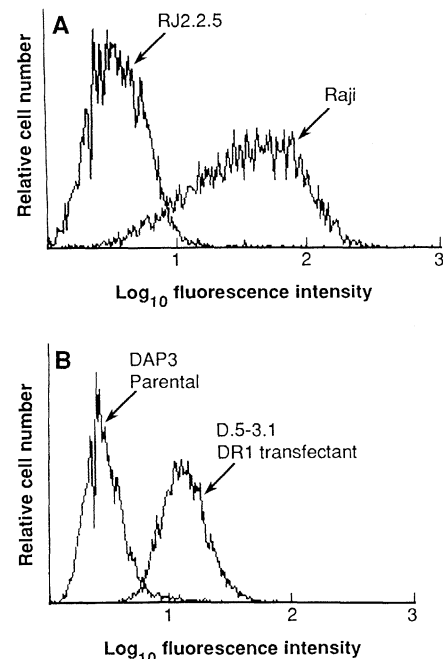 A
RJ2.2.5
Raji
Relative cell number
1
2
3
Log10 fluorescence intensity
B
DAP3
Parental
D.5-3.1
DR1 transfectant
Relative cell number
1
2
3
Log10 fluorescence intensity